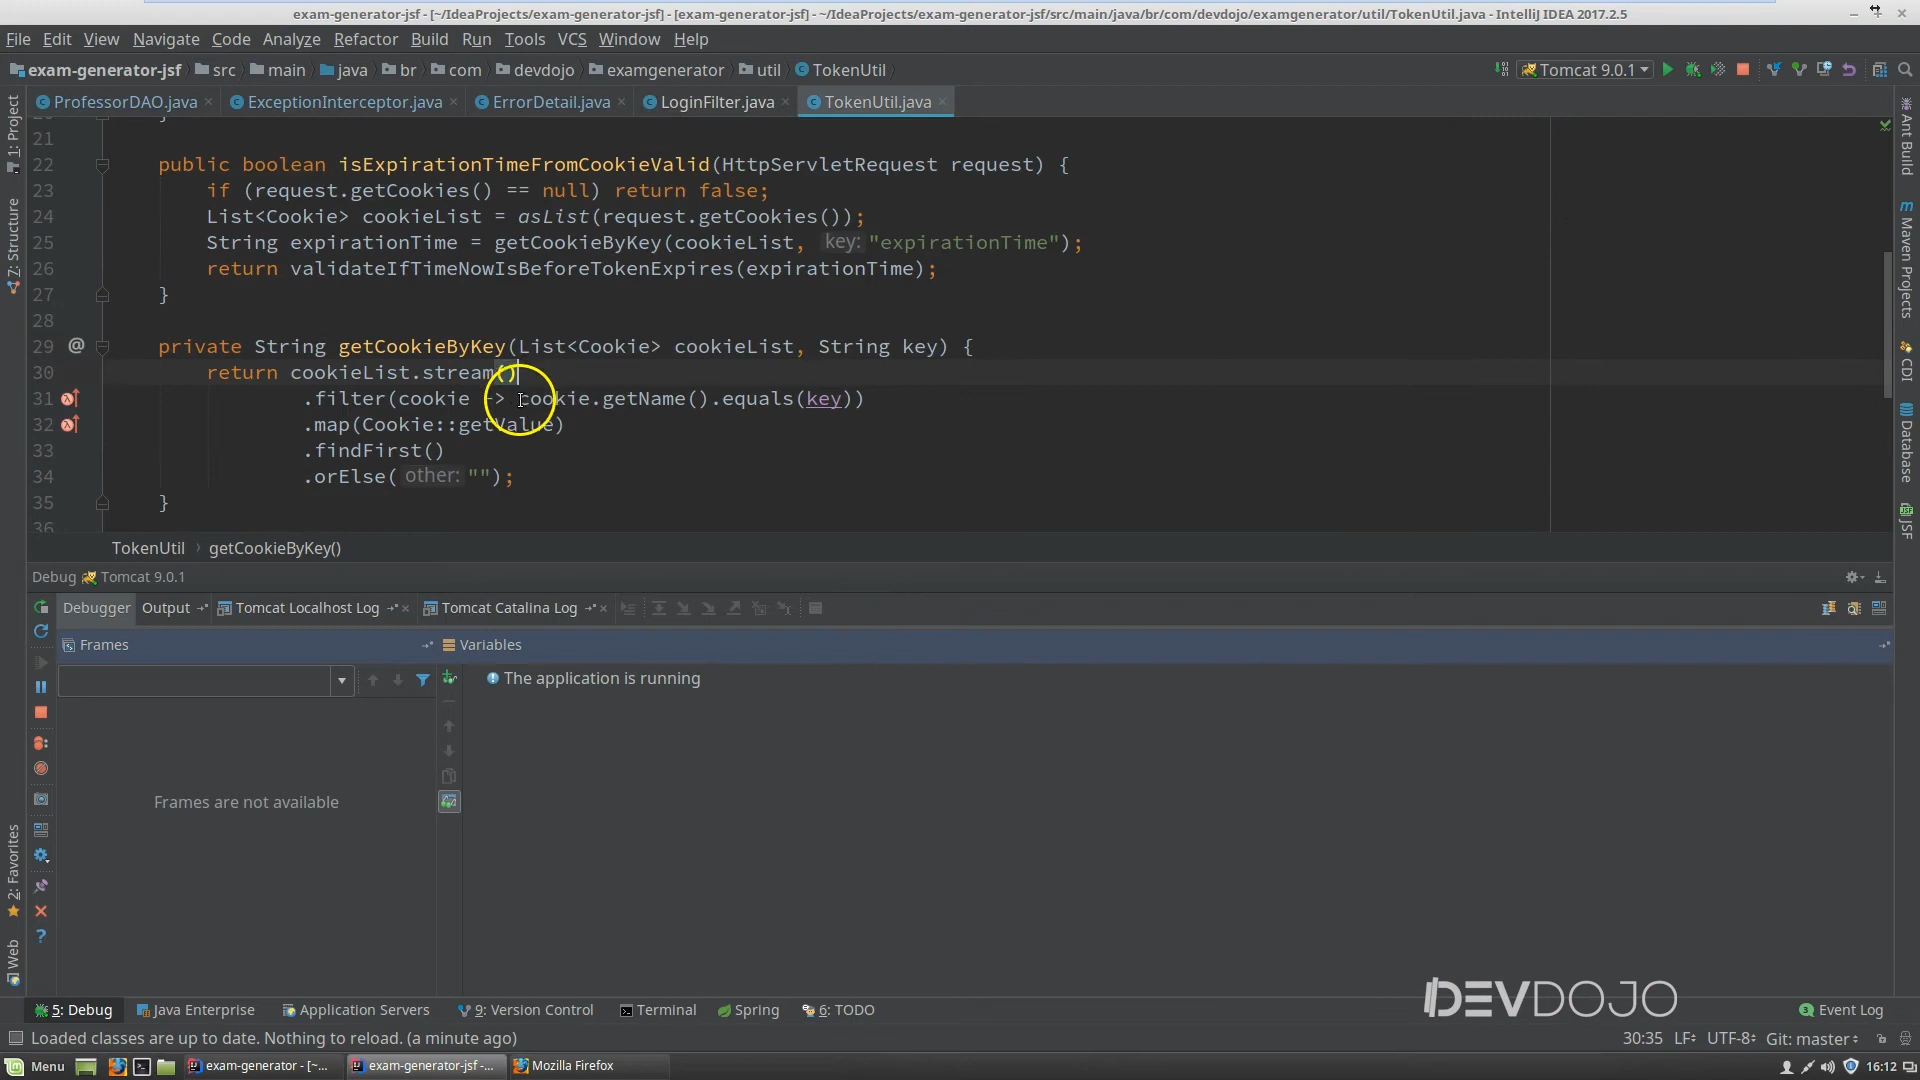 exam-generator-jsf - [~/IdeaProjects/exam-generator-jsf] - [exam-generator-jsf] - ~/IdeaProjects/exam-generator-jsf/src/main/java/br/com/devdojo/examgenerator/util/TokenUtil.java - IntelliJ IDEA 2017.2.5
File Edit View Navigate Code Analyze Refactor Build Run Tools VCS Window Help
exam-generator-jsf src main java br com devdojo examgenerator util TokenUtil Tomcat 9.0.1
ProfessorDAO.java ExceptionInterceptor.java ErrorDetail.java LoginFilter.java TokenUtil.java
1: Project
7: Structure
2: Favorites
Web
21
22 public boolean isExpirationTimeFromCookieValid(HttpServletRequest request) {
23 if (request.getCookies() == null) return false;
24 List<Cookie> cookieList = asList(request.getCookies());
25 String expirationTime = getCookieByKey(cookieList, key: "expirationTime");
26 return validateIfTimeNowIsBeforeTokenExpires(expirationTime);
27 }
28
29 @ private String getCookieByKey(List<Cookie> cookieList, String key) {
30 return cookieList.stream()
31 .filter(cookie -> cookie.getName().equals(key))
32 .map(Cookie::getValue)
33 .findFirst()
34 .orElse( other: "");
35 }
36
Ant Build
CDI
Maven Projects
Database
JSF
TokenUtil › getCookieByKey()
Debug Tomcat 9.0.1
Debugger Output Tomcat Localhost Log Tomcat Catalina Log
Frames Variables
The application is running
Frames are not available
DEVDOJO
5: Debug Java Enterprise Application Servers 9: Version Control Terminal Spring 6: TODO 3 Event Log
Loaded classes are up to date. Nothing to reload. (a minute ago) 30:35 LF UTF-8 Git: master
Menu exam-generator - [~... exam-generator-jsf -... Mozilla Firefox 16:12